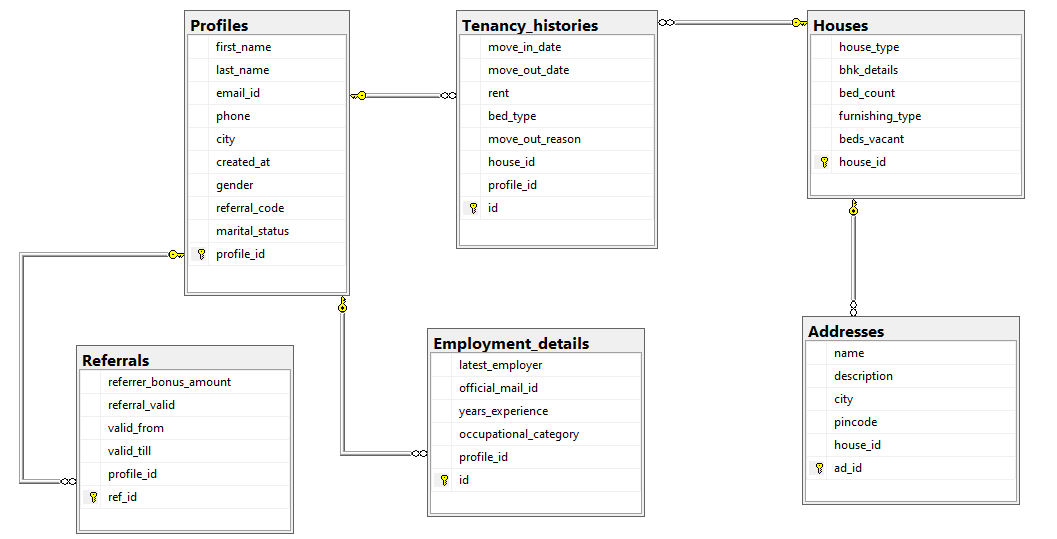 Profiles
first_name
last_name
email_id
phone
city
created_at
gender
referral_code
marital_status
profile_id
Tenancy_histories
move_in_date
move_out_date
rent
bed_type
move_out_reason
house_id
profile_id
id
Houses
house_type
bhk_details
bed_count
furnishing_type
beds_vacant
house_id
Referrals
referrer_bonus_amount
referral_valid
valid_from
valid_till
profile_id
ref_id
Employment_details
latest_employer
official_mail_id
years_experience
occupational_category
profile_id
id
Addresses
name
description
city
pincode
house_id
ad_id